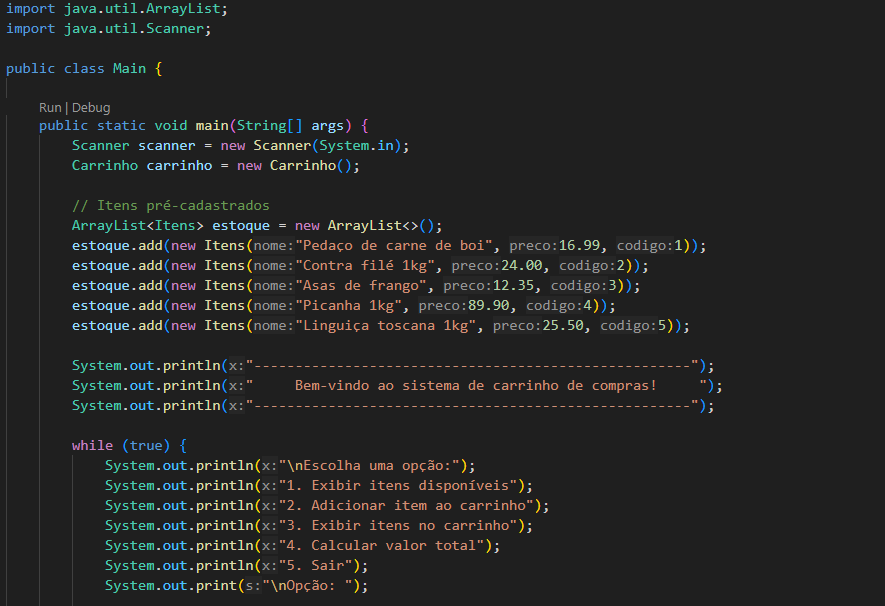 import java.util.ArrayList;
import java.util.Scanner;
public class Main {
Run | Debug
public static void main(String[] args) {
Scanner scanner = new Scanner(System.in);
Carrinho carrinho = new Carrinho();
// Itens pré-cadastrados
ArrayList<Itens> estoque = new ArrayList<>();
estoque.add(new Itens(nome:"Pedaço de carne de boi", preco:16.99, codigo:1));
estoque.add(new Itens(nome:"Contra filé 1kg", preco:24.00, codigo:2));
estoque.add(new Itens(nome:"Asas de frango", preco:12.35, codigo:3));
estoque.add(new Itens(nome:"Picanha 1kg", preco:89.90, codigo:4));
estoque.add(new Itens(nome:"Linguiça toscana 1kg", preco:25.50, codigo:5));
System.out.println(x:"-----------------------------------------------------");
System.out.println(x:"     Bem-vindo ao sistema de carrinho de compras!     ");
System.out.println(x:"-----------------------------------------------------");
while (true) {
System.out.println(x:"\nEscolha uma opção:");
System.out.println(x:"1. Exibir itens disponíveis");
System.out.println(x:"2. Adicionar item ao carrinho");
System.out.println(x:"3. Exibir itens no carrinho");
System.out.println(x:"4. Calcular valor total");
System.out.println(x:"5. Sair");
System.out.print(s:"\nOpção: ");